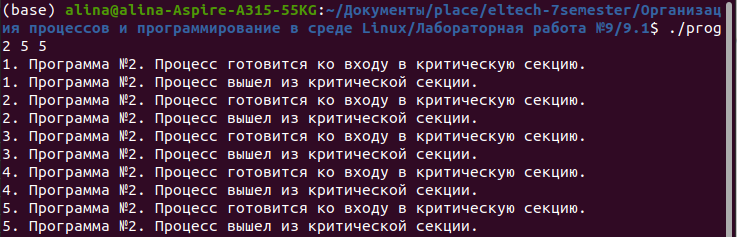 (base) alina@alina-Aspire-A315-55KG:~/Документы/place/eltech-7semester/Организац
ия процессов и программирование в среде Linux/Лабораторная работа №9/9.1$ ./prog
2 5 5
1. Программа №2. Процесс готовится ко входу в критическую секцию.
1. Программа №2. Процесс вышел из критической секции.
2. Программа №2. Процесс готовится ко входу в критическую секцию.
2. Программа №2. Процесс вышел из критической секции.
3. Программа №2. Процесс готовится ко входу в критическую секцию.
3. Программа №2. Процесс вышел из критической секции.
4. Программа №2. Процесс готовится ко входу в критическую секцию.
4. Программа №2. Процесс вышел из критической секции.
5. Программа №2. Процесс готовится ко входу в критическую секцию.
5. Программа №2. Процесс вышел из критической секции.